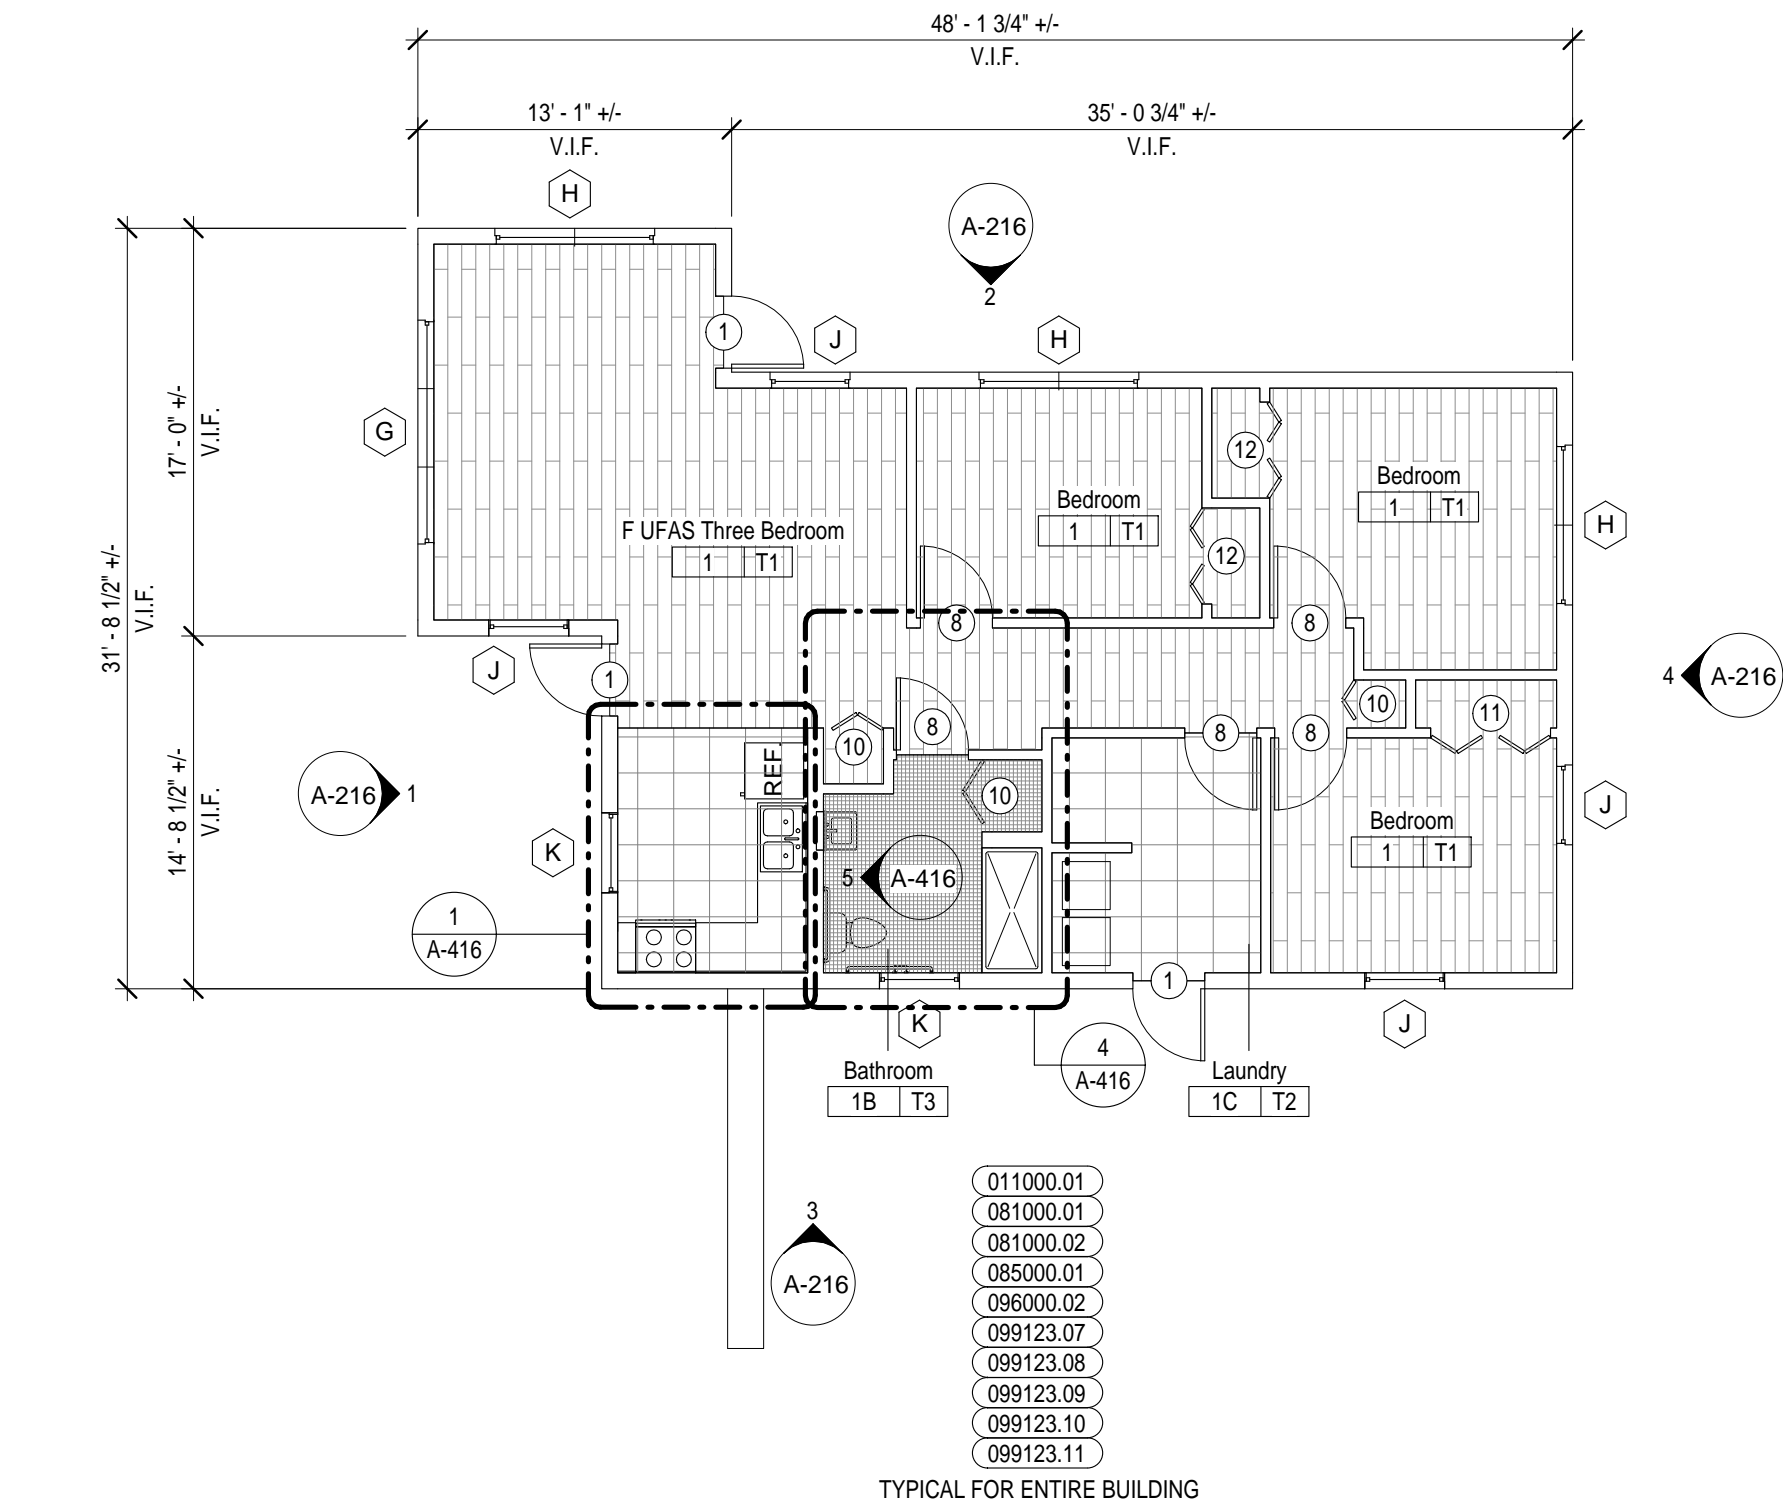 48' - 1 3/4" +/-
V.I.F.
13' - 1" +/-
V.I.F.
35' - 0 3/4" +/-
V.I.F.
H
A-216
2
1
J
H
17' - 0" +/-
V.I.F.
G
12
Bedroom
1 T1
Bedroom
1 T1
H
F UFAS Three Bedroom
1 T1
12
31' - 8 1/2" +/-
V.I.F.
8
8
J
1
4
A-216
10
11
8
10
8
8
REF
14' - 8 1/2" +/-
V.I.F.
A-216
1
10
J
Bedroom
1 T1
K
5
A-416
1
A-416
1
K
J
4
A-416
Bathroom
1B T3
Laundry
1C T2
3
A-216
011000.01
081000.01
081000.02
085000.01
096000.02
099123.07
099123.08
099123.09
099123.10
099123.11
TYPICAL FOR ENTIRE BUILDING